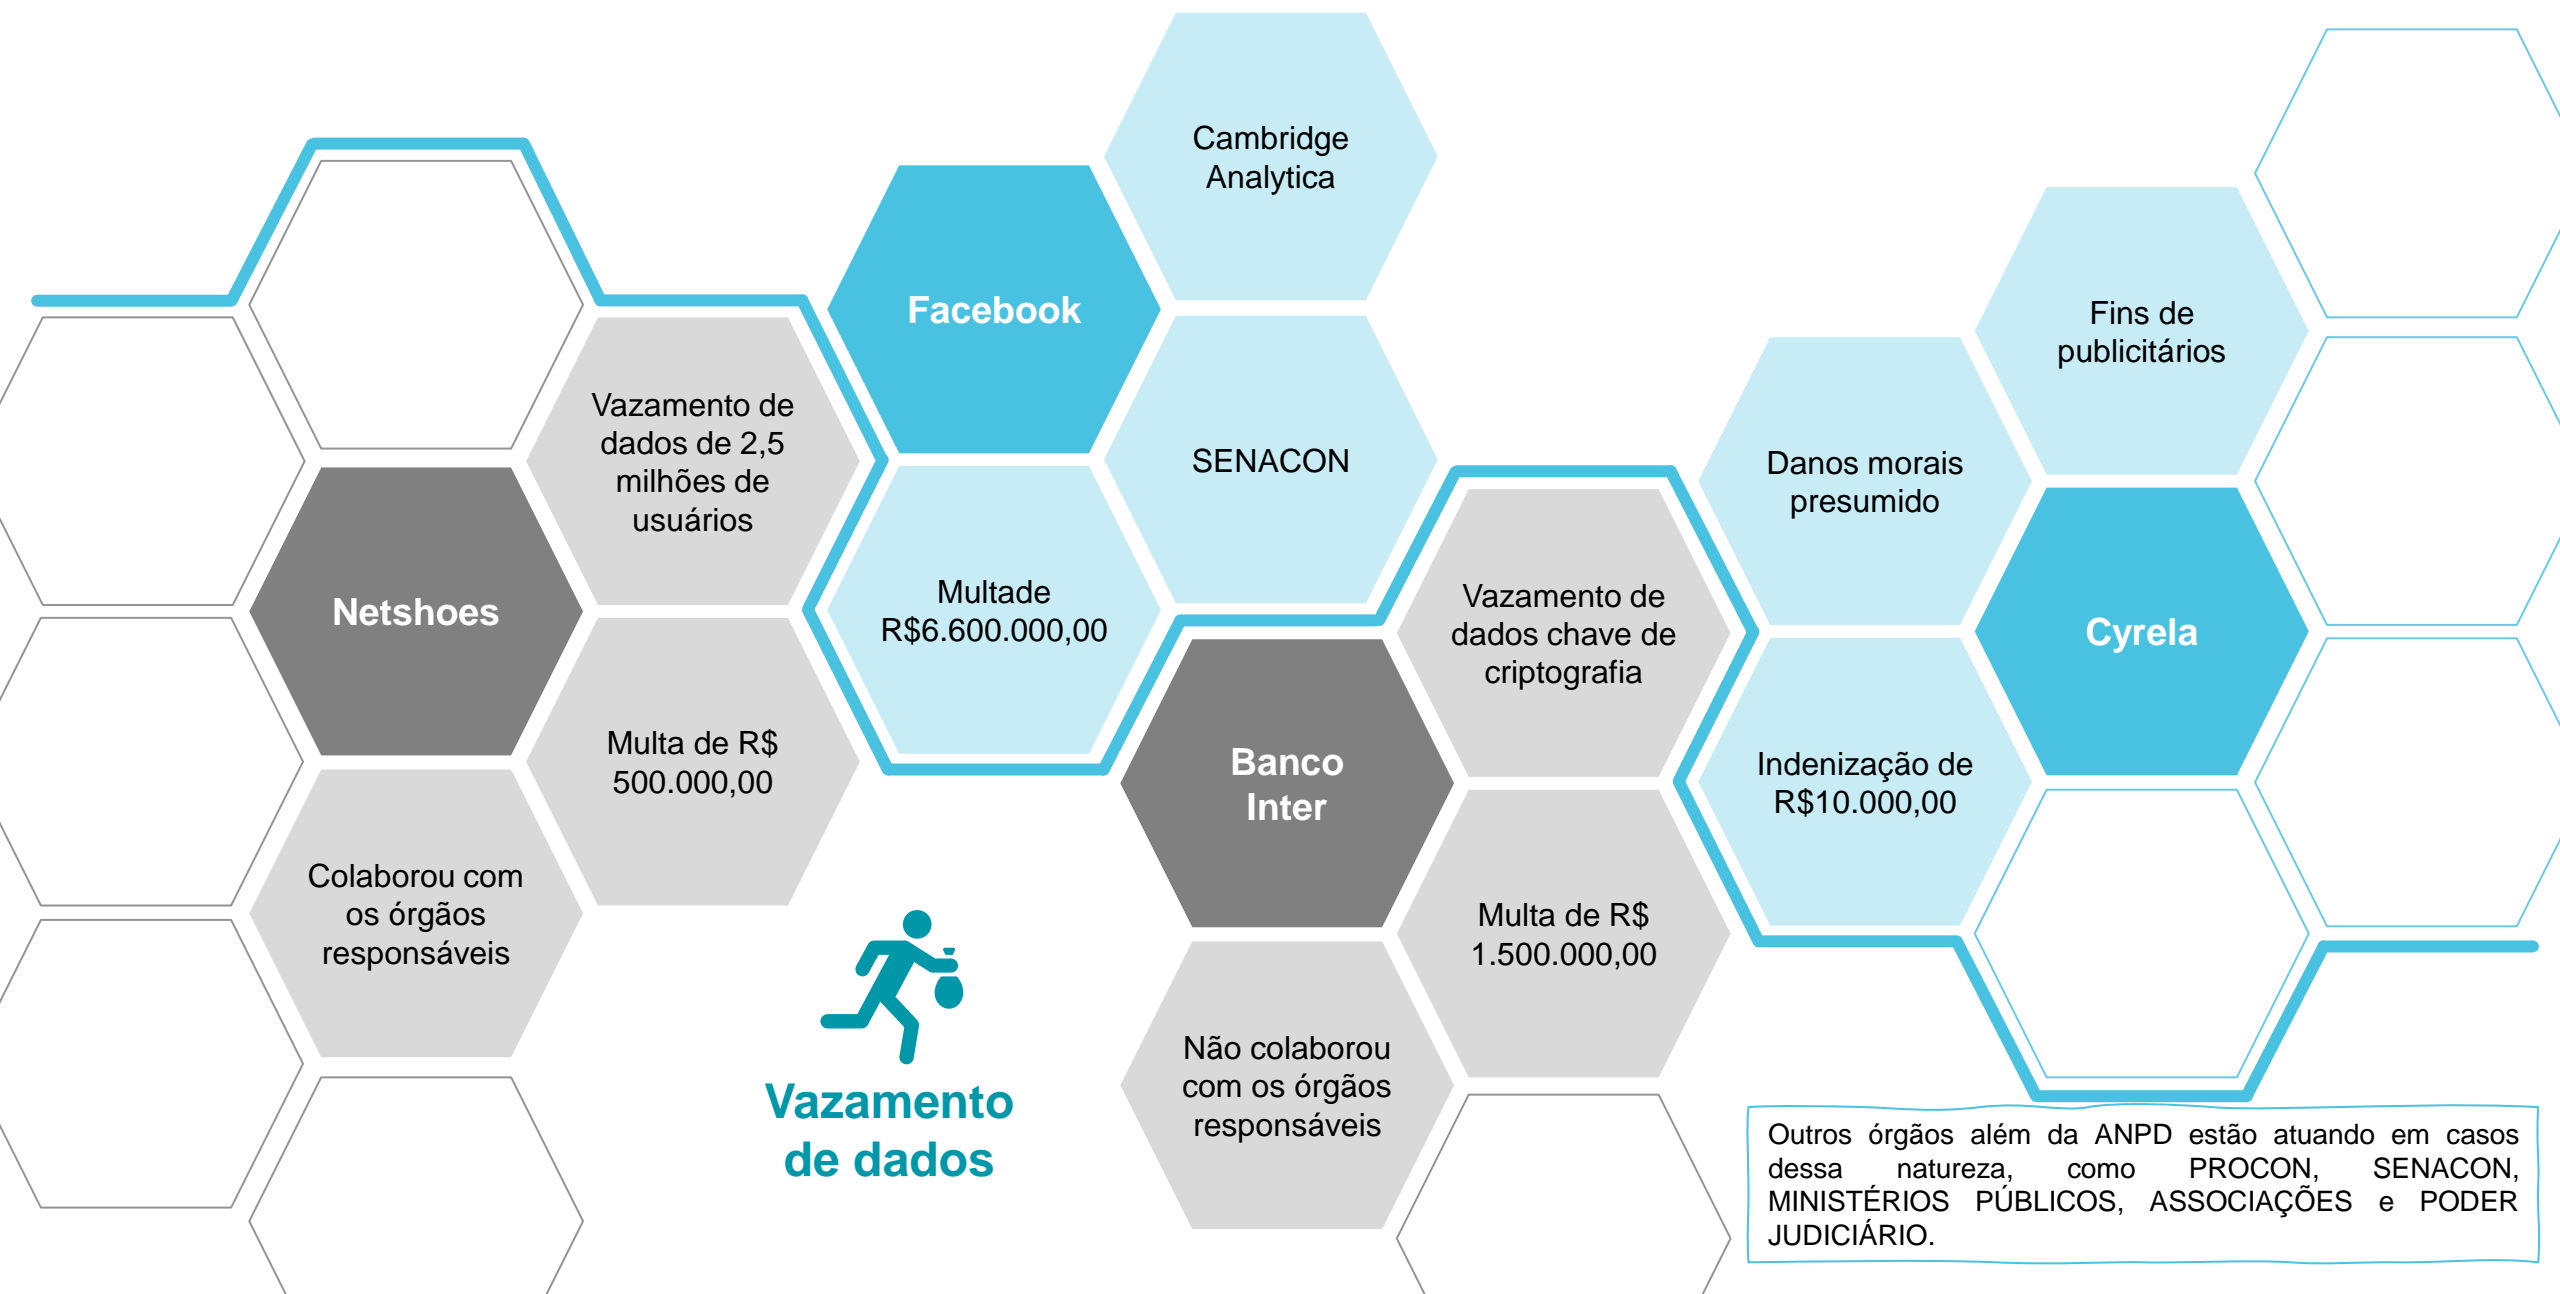 Netshoes
Vazamento de
dados de 2,5
milhões de
usuários
Multa de R$
500.000,00
Colaborou com
os órgãos
responsáveis
Facebook
Cambridge
Analytica
SENACON
Multade
R$6.600.000,00
Banco
Inter
Vazamento de
dados chave de
criptografia
Multa de R$
1.500.000,00
Não colaborou
com os órgãos
responsáveis
Cyrela
Fins de
publicitários
Danos morais
presumido
Indenização de
R$10.000,00
Vazamento
de dados
Outros órgãos além da ANPD estão atuando em casos
dessa natureza, como PROCON, SENACON,
MINISTÉRIOS PÚBLICOS, ASSOCIAÇÕES e PODER
JUDICIÁRIO.